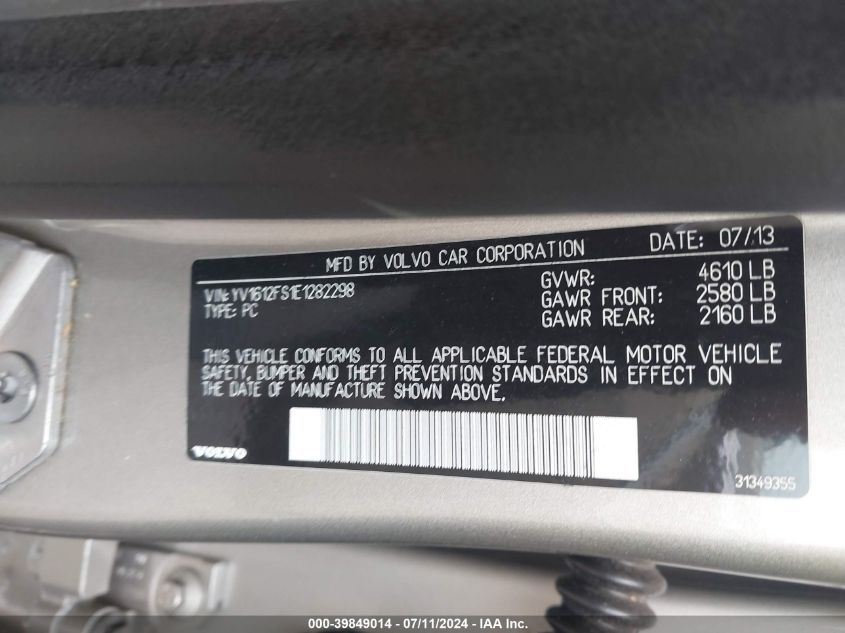 MFD BY VOLVO CAR CORPORATION DATE: 07/13
VIN: YV1612FS1E1282298
TYPE: PC
GVWR: 4610 LB
GAWR FRONT: 2580 LB
GAWR REAR: 2160 LB
THIS VEHICLE CONFORMS TO ALL APPLICABLE FEDERAL MOTOR VEHICLE
SAFETY, BUMPER AND THEFT PREVENTION STANDARDS IN EFFECT ON
THE DATE OF MANUFACTURE SHOWN ABOVE.
VOLVO
31349355
000-39849014 / 07/11/2024 - IAA Inc.